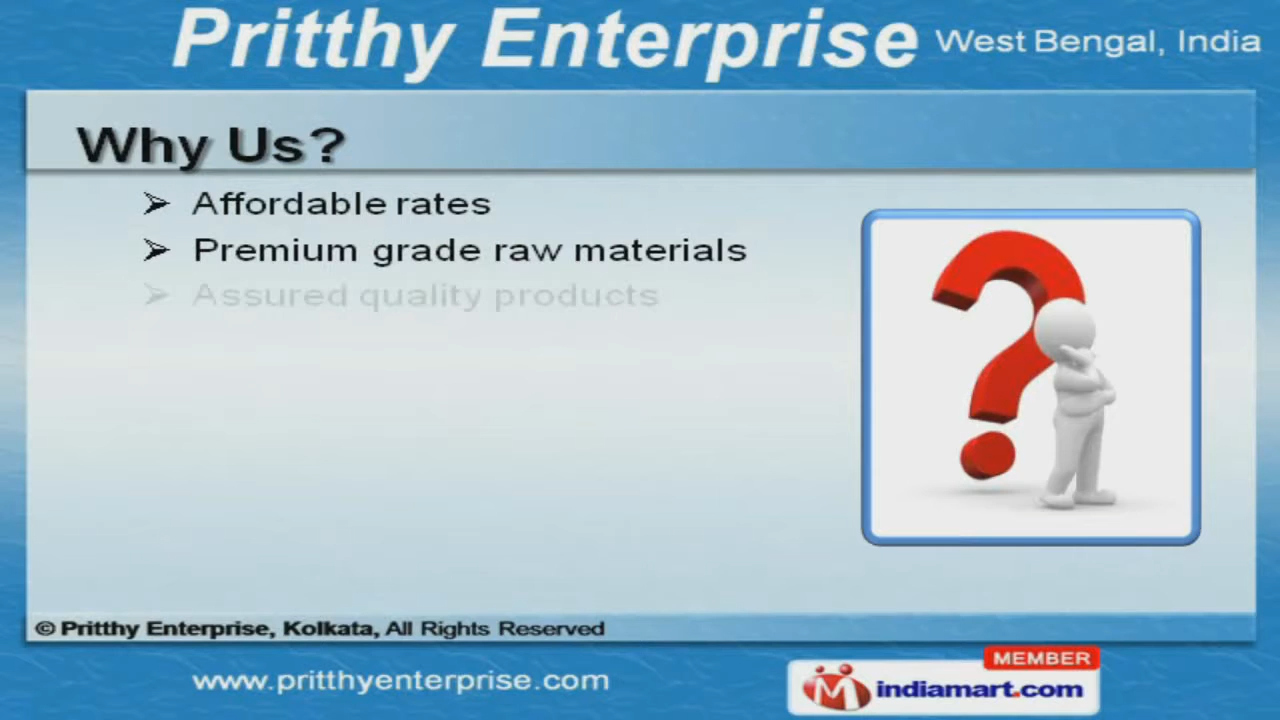 Pritthy Enterprise West Bengal, India
Why Us?
➢ Affordable rates
➢ Premium grade raw materials
➢ Assured quality products
© Pritthy Enterprise, Kolkata, All Rights Reserved
www.pritthyenterprise.com
MEMBER
indiamart.com